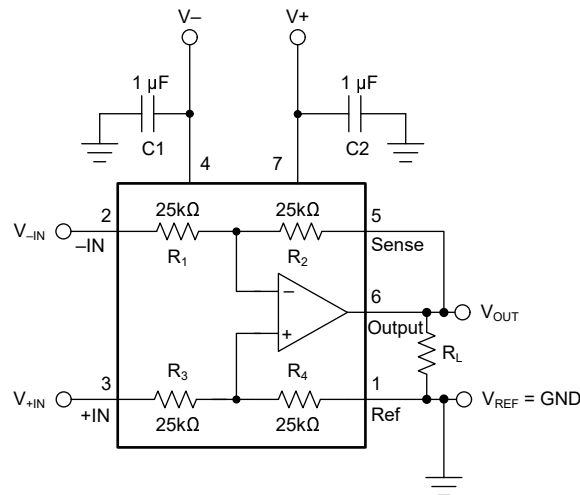 V– V+
1 µF 1 µF
C1 C2
4 7
25kΩ 25kΩ
2 5
V–IN –IN Sense
R1 R2
–
6
VOUT
Output
+
RL
R3 R4
3 1
V+IN VREF = GND
+IN Ref
25kΩ 25kΩ